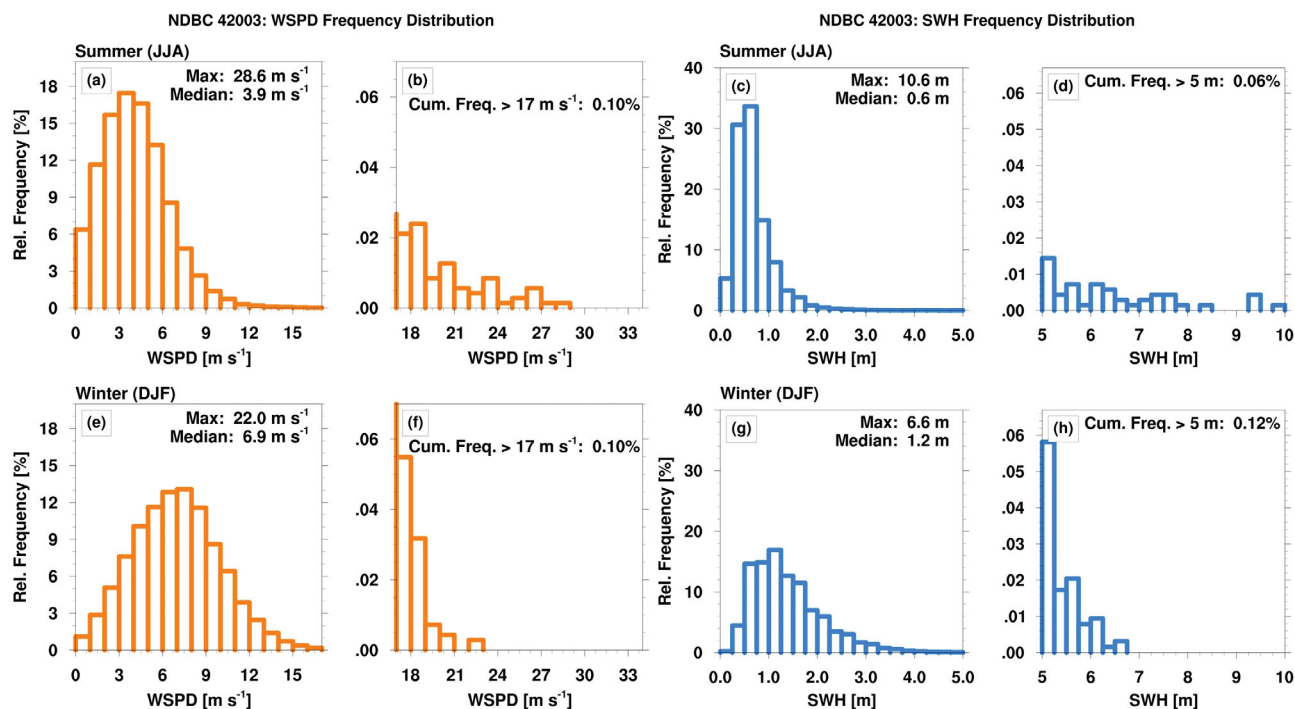 NDBC 42003: WSPD Frequency Distribution
NDBC 42003: SWH Frequency Distribution
Summer (JJA)
(a)
Max: 28.6 m s⁻¹
Median: 3.9 m s⁻¹
Rel. Frequency [%]
18
15
12
9
6
3
0
0 3 6 9 12 15
WSPD [m s⁻¹]
(b)
Cum. Freq. > 17 m s⁻¹: 0.10%
.06
.04
.02
.00
18 21 24 27 30 33
WSPD [m s⁻¹]
Summer (JJA)
(c)
Max: 10.6 m
Median: 0.6 m
Rel. Frequency [%]
40
30
20
10
0
0.0 1.0 2.0 3.0 4.0 5.0
SWH [m]
(d)
Cum. Freq. > 5 m: 0.06%
.06
.05
.04
.03
.02
.01
.00
5 6 7 8 9 10
SWH [m]
Winter (DJF)
(e)
Max: 22.0 m s⁻¹
Median: 6.9 m s⁻¹
Rel. Frequency [%]
18
15
12
9
6
3
0
0 3 6 9 12 15
WSPD [m s⁻¹]
(f)
Cum. Freq. > 17 m s⁻¹: 0.10%
.06
.04
.02
.00
18 21 24 27 30 33
WSPD [m s⁻¹]
Winter (DJF)
(g)
Max: 6.6 m
Median: 1.2 m
Rel. Frequency [%]
40
30
20
10
0
0.0 1.0 2.0 3.0 4.0 5.0
SWH [m]
(h)
Cum. Freq. > 5 m: 0.12%
.06
.05
.04
.03
.02
.01
.00
5 6 7 8 9 10
SWH [m]